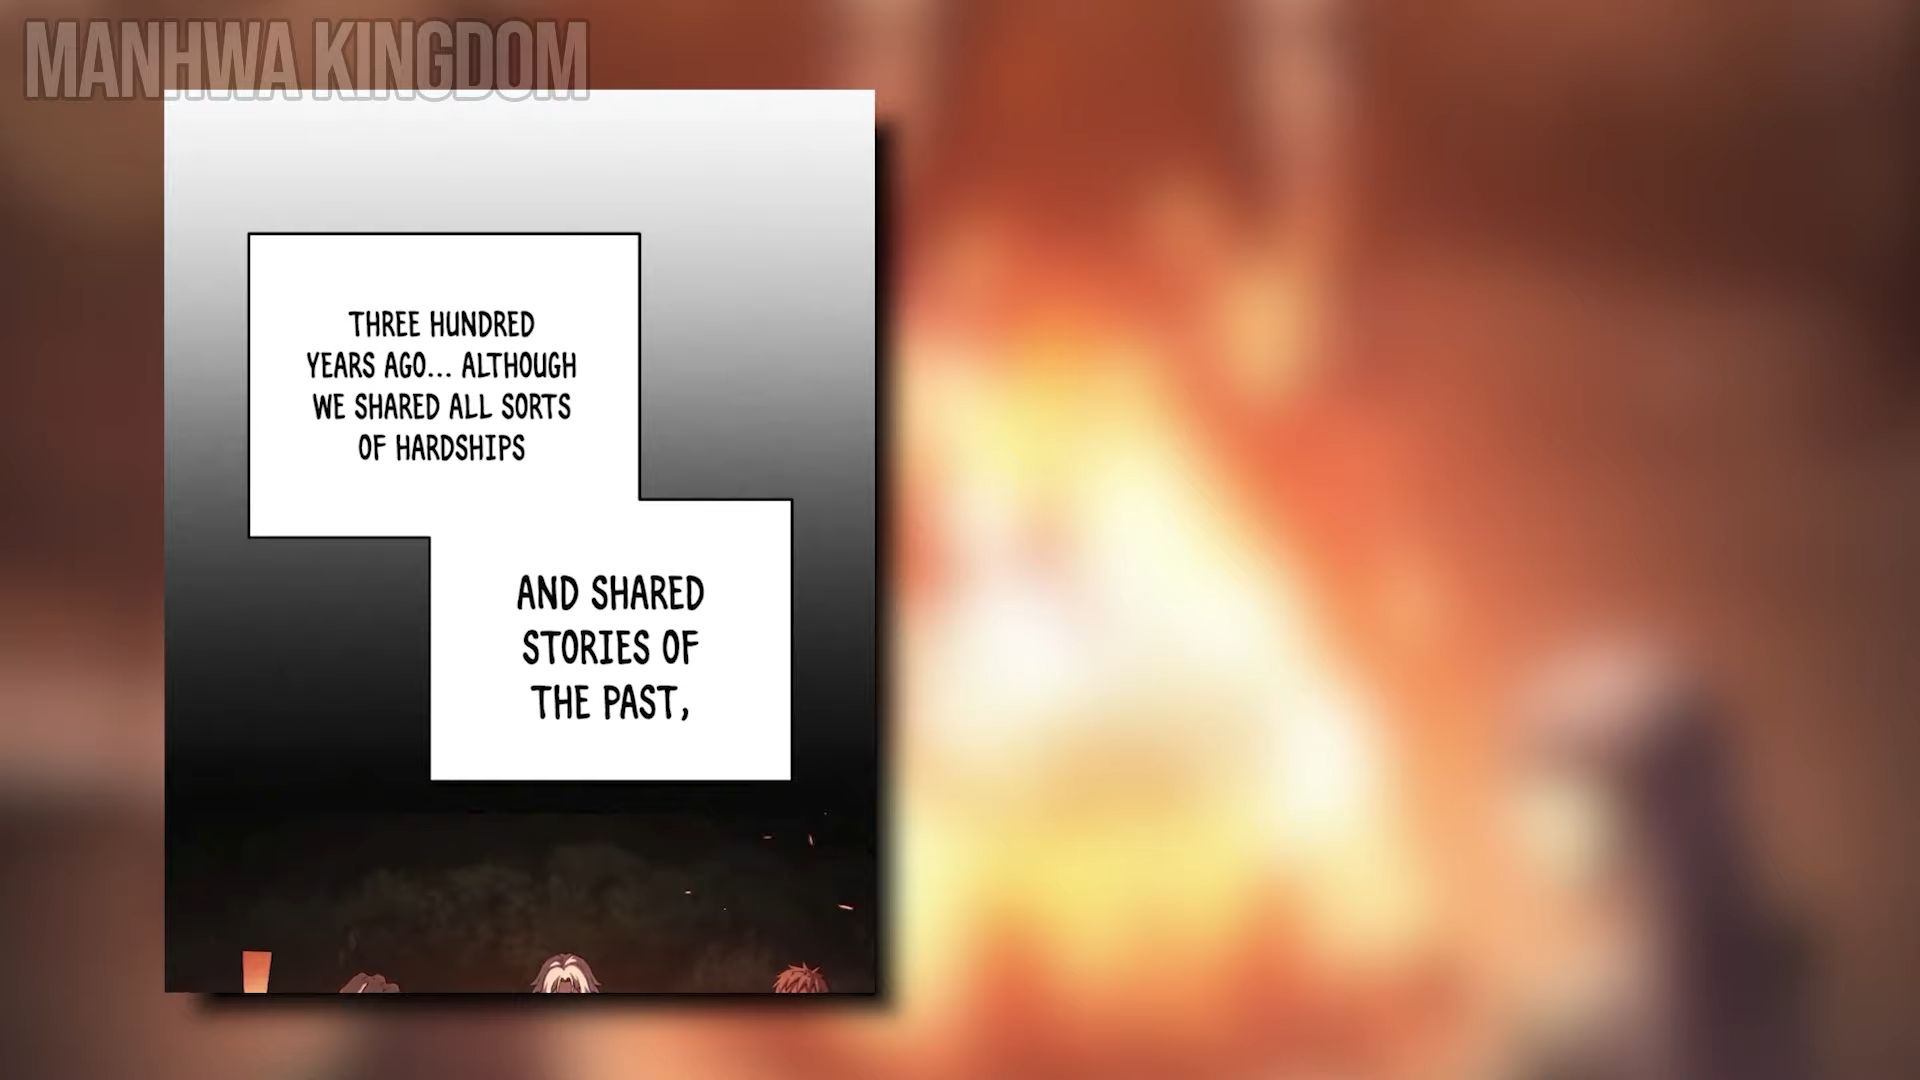 MANHWA KINGDOM
THREE HUNDRED
YEARS AGO... ALTHOUGH
WE SHARED ALL SORTS
OF HARDSHIPS
AND SHARED
STORIES OF
THE PAST,